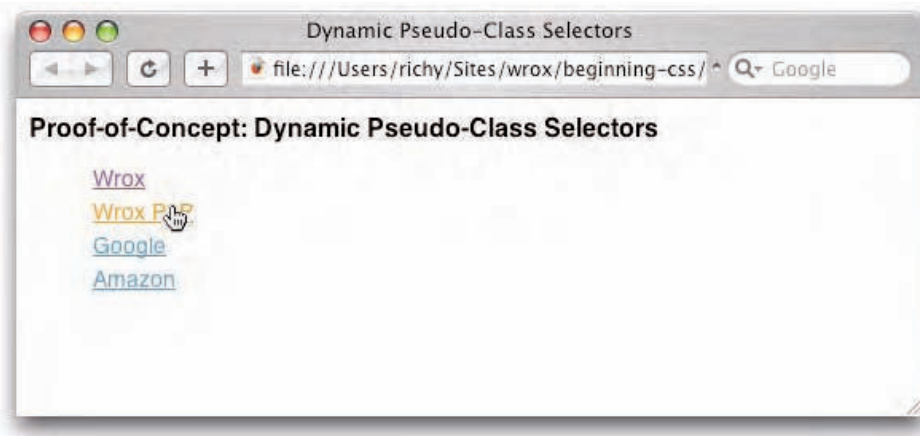 Dynamic Pseudo-Class Selectors
file:///Users/richy/Sites/wrox/beginning-css/
Google
Proof-of-Concept: Dynamic Pseudo-Class Selectors
Wrox
Wrox
Google
Amazon